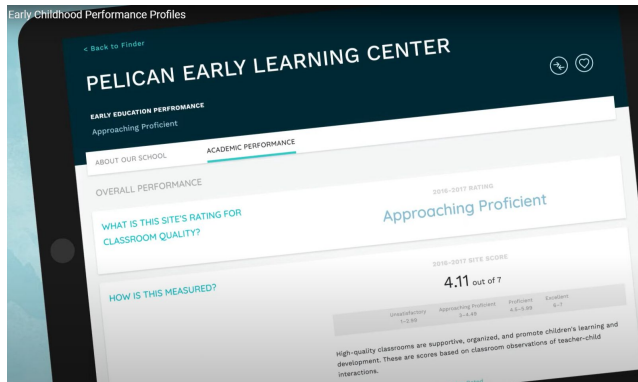 Early Childhood Performance Profiles
< Back to Finder
PELICAN EARLY LEARNING CENTER
EARLY EDUCATION PERFROMANCE
Approaching Proficient
ABOUT OUR SCHOOL
ACADEMIC PERFORMANCE
OVERALL PERFORMANCE
WHAT IS THIS SITE'S RATING FOR
CLASSROOM QUALITY?
2016-2017 RATING
Approaching Proficient
HOW IS THIS MEASURED?
2016-2017 SITE SCORE
4.11 out of 7
Unsatisfactory Approaching Proficient Proficient Excellent
1-2.99 3-4.49 4.5-5.99 6-7
High-quality classrooms are supportive, organized, and promote children's learning and
development. These are scores based on classroom observations of teacher-child
interactions.